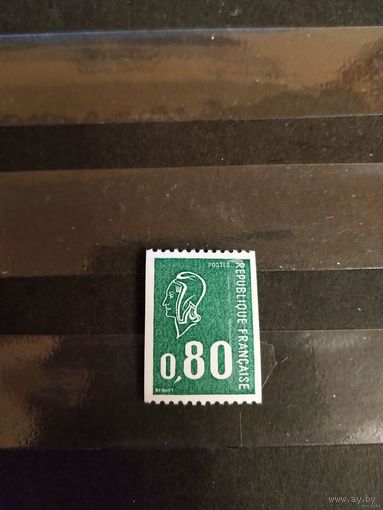 POSTES
REPUBLIQUE FRANÇAISE
0,80
BEQUET
www.ay.by